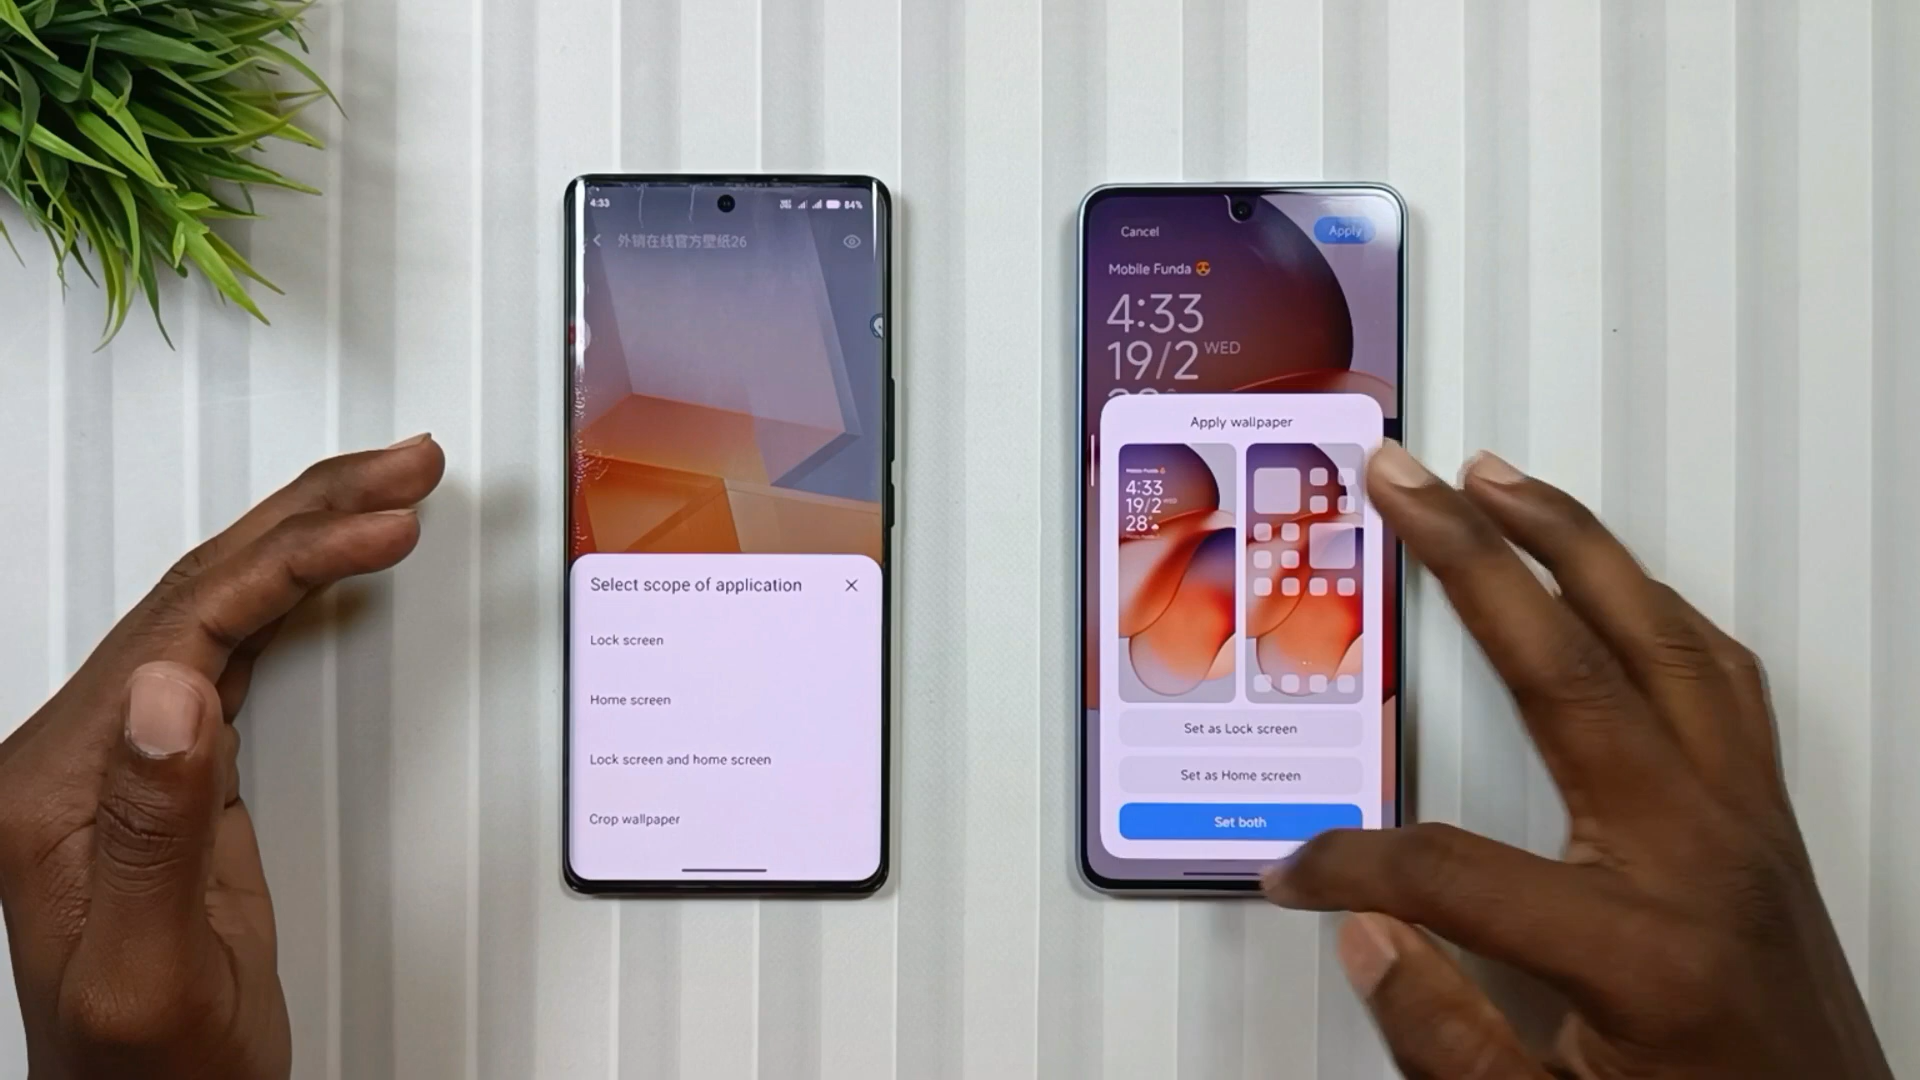 4:33
84%
外销在线官方壁纸26
Select scope of application
Lock screen
Home screen
Lock screen and home screen
Crop wallpaper
Cancel
Apply
Mobile Funda 😍
4:33
19/2 WED
Apply wallpaper
4:33
19/2
28°
Set as Lock screen
Set as Home screen
Set both